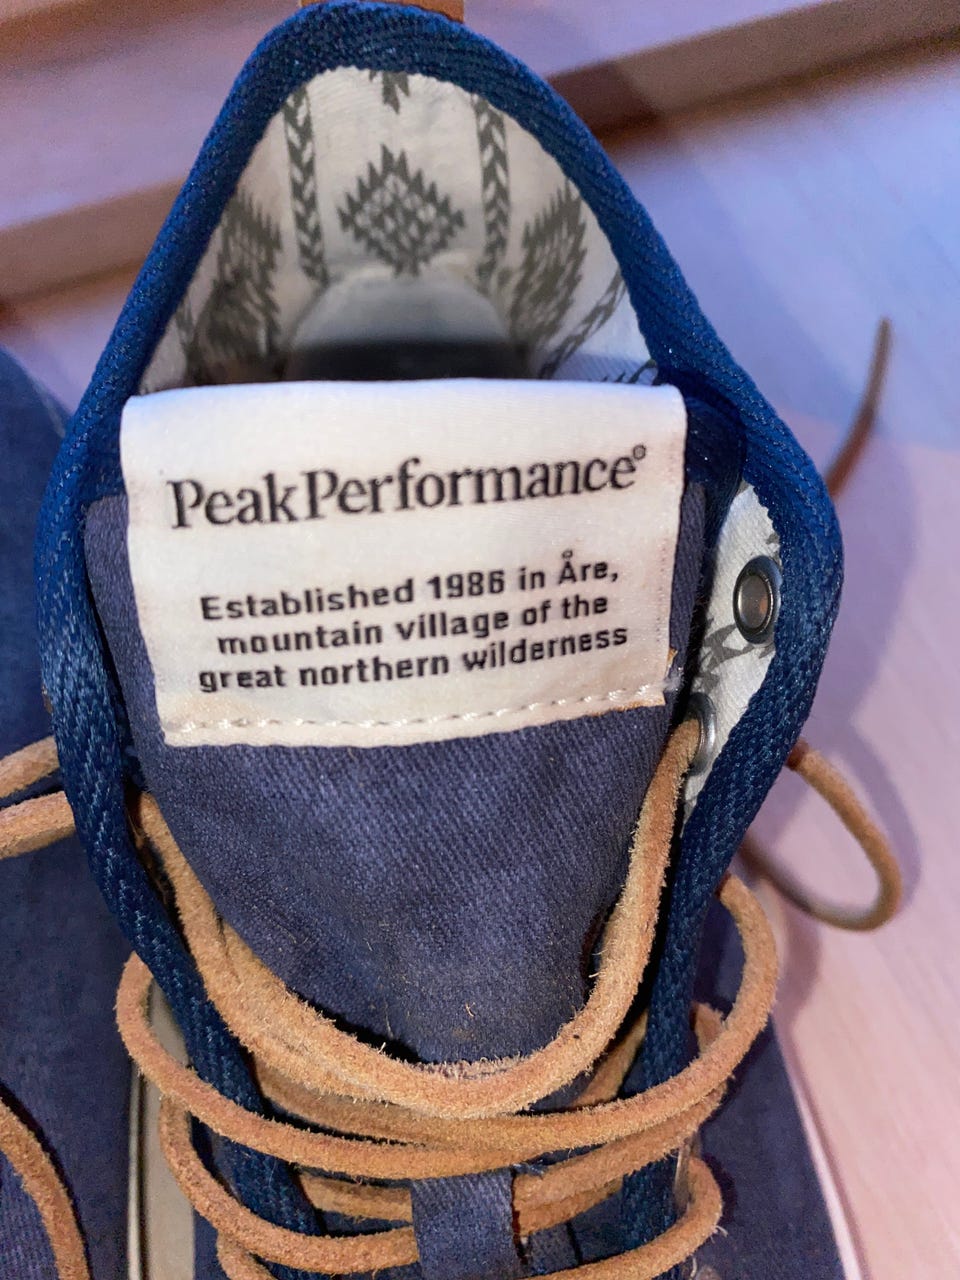 PeakPerformance®
Established 1986 in Åre,
mountain village of the
great northern wilderness